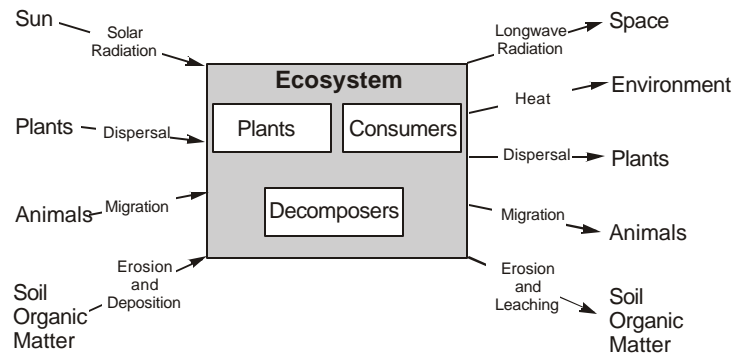 Sun
Solar
Radiation
Plants
Dispersal
Animals
Migration
Soil
Organic
Matter
Erosion
and
Deposition
Ecosystem
Plants
Consumers
Decomposers
Longwave
Radiation
Space
Heat
Environment
Dispersal
Plants
Migration
Animals
Erosion
and
Leaching
Soil
Organic
Matter